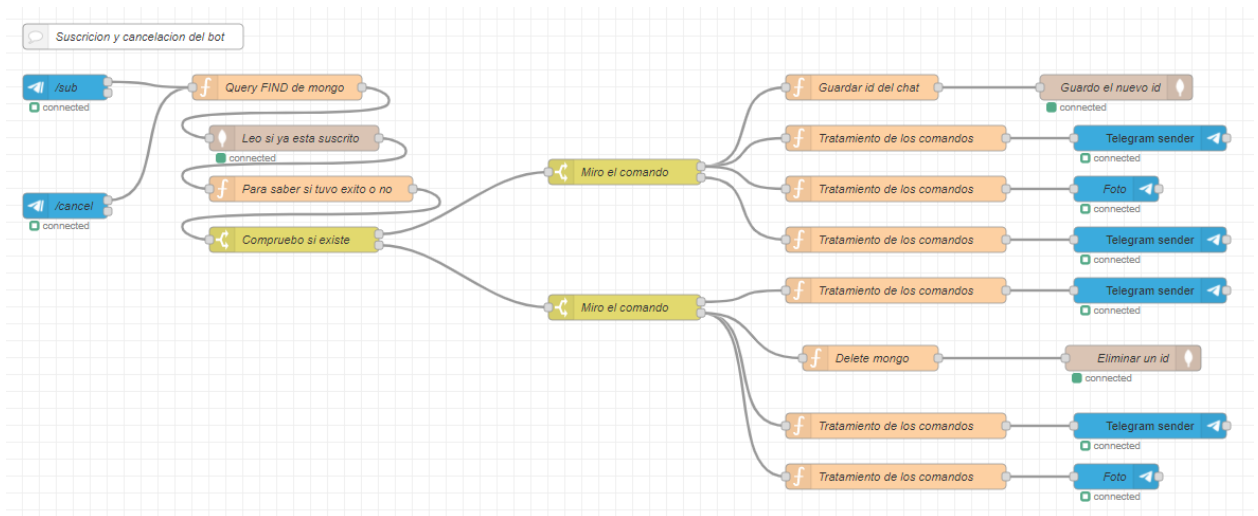 Suscricion y cancelacion del bot
/sub
connected
Query FIND de mongo
Leo si ya esta suscrito
connected
Para saber si tuvo exito o no
/cancel
connected
Compruebo si existe
Miro el comando
Miro el comando
Guardar id del chat
Guardo el nuevo id
connected
Tratamiento de los comandos
Telegram sender
connected
Tratamiento de los comandos
Foto
connected
Tratamiento de los comandos
Telegram sender
connected
Tratamiento de los comandos
Telegram sender
connected
Delete mongo
Eliminar un id
connected
Tratamiento de los comandos
Telegram sender
connected
Tratamiento de los comandos
Foto
connected